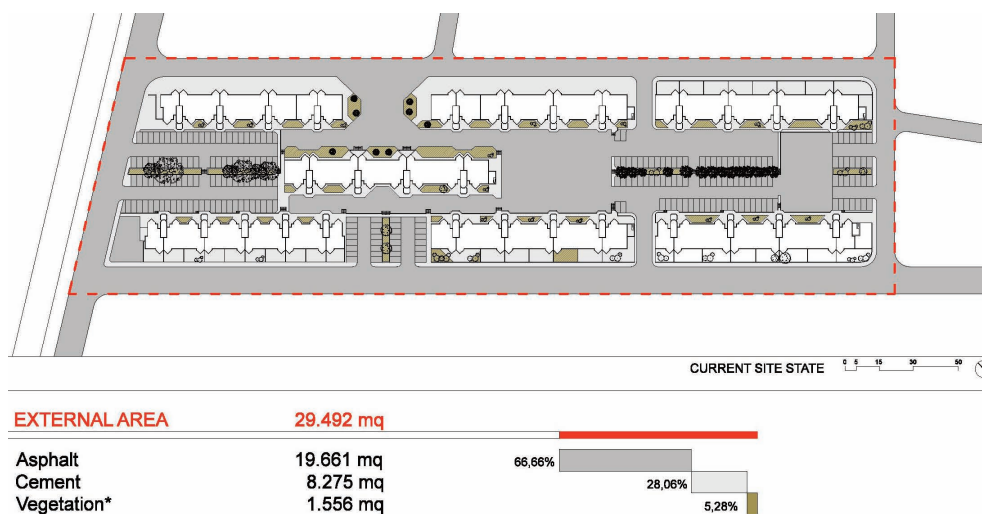 CURRENT SITE STATE 0 5 15 30 50
EXTERNAL AREA 29.492 mq
Asphalt 19.661 mq 66,66%
Cement 8.275 mq 28,06%
Vegetation* 1.556 mq 5,28%